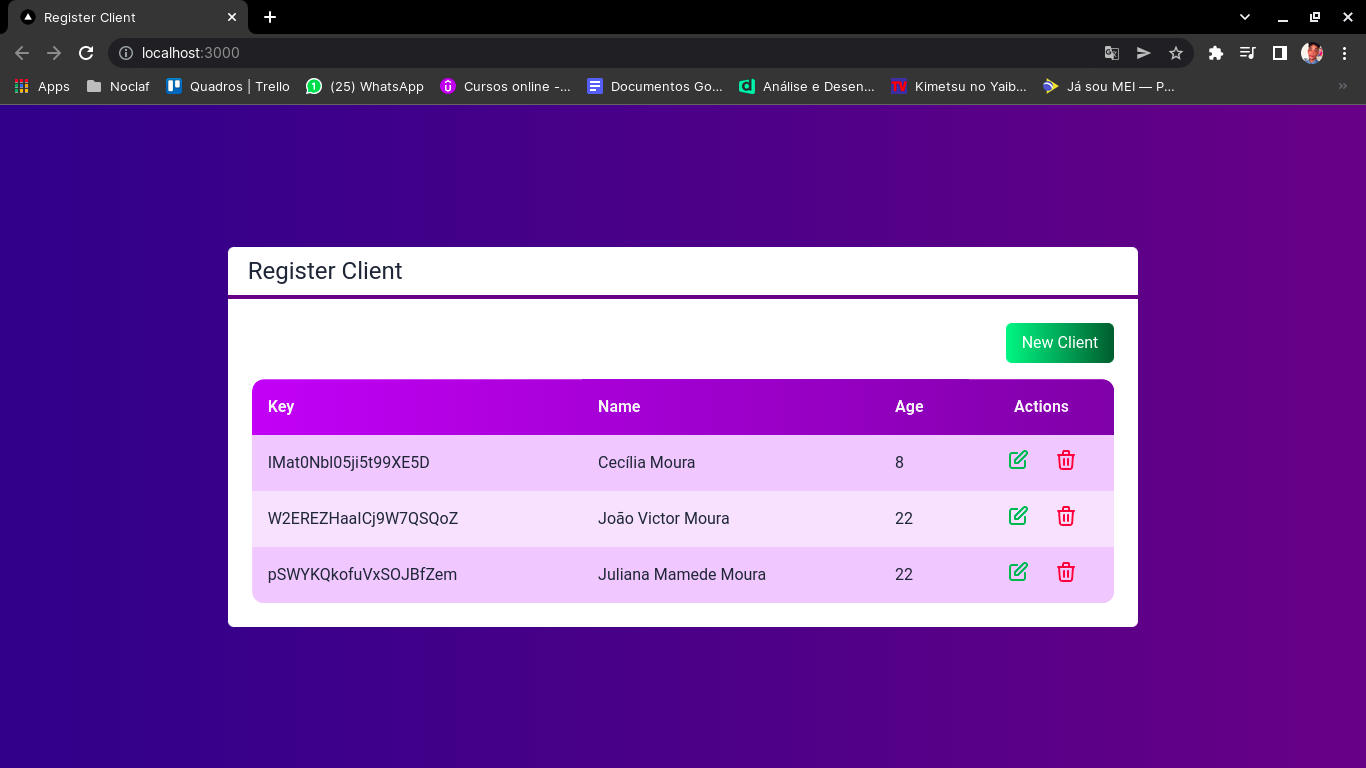 Register Client
localhost:3000
Apps Noclaf Quadros | Trello (25) WhatsApp Cursos online -... Documentos Go... Análise e Desen... TV Kimetsu no Yaib... Já sou MEI — P...
Register Client
New Client
Key Name Age Actions
IMat0Nbl05ji5t99XE5D Cecília Moura 8
W2EREZHaaICj9W7QSQoZ João Victor Moura 22
pSWYKQkofuVxSOJBfZem Juliana Mamede Moura 22